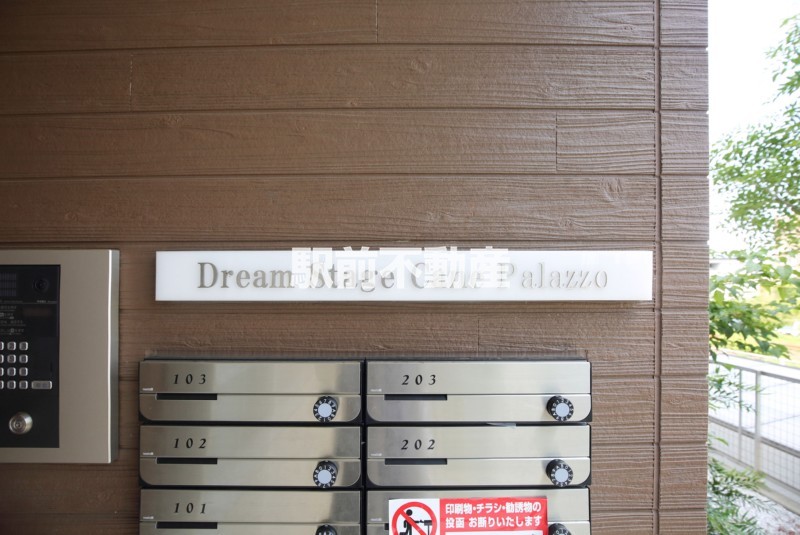 駅前不動産
Dream Stage Palazzo
103
203
102
202
101
印刷物・チラシ・勧誘物の
投函 お断りいたします